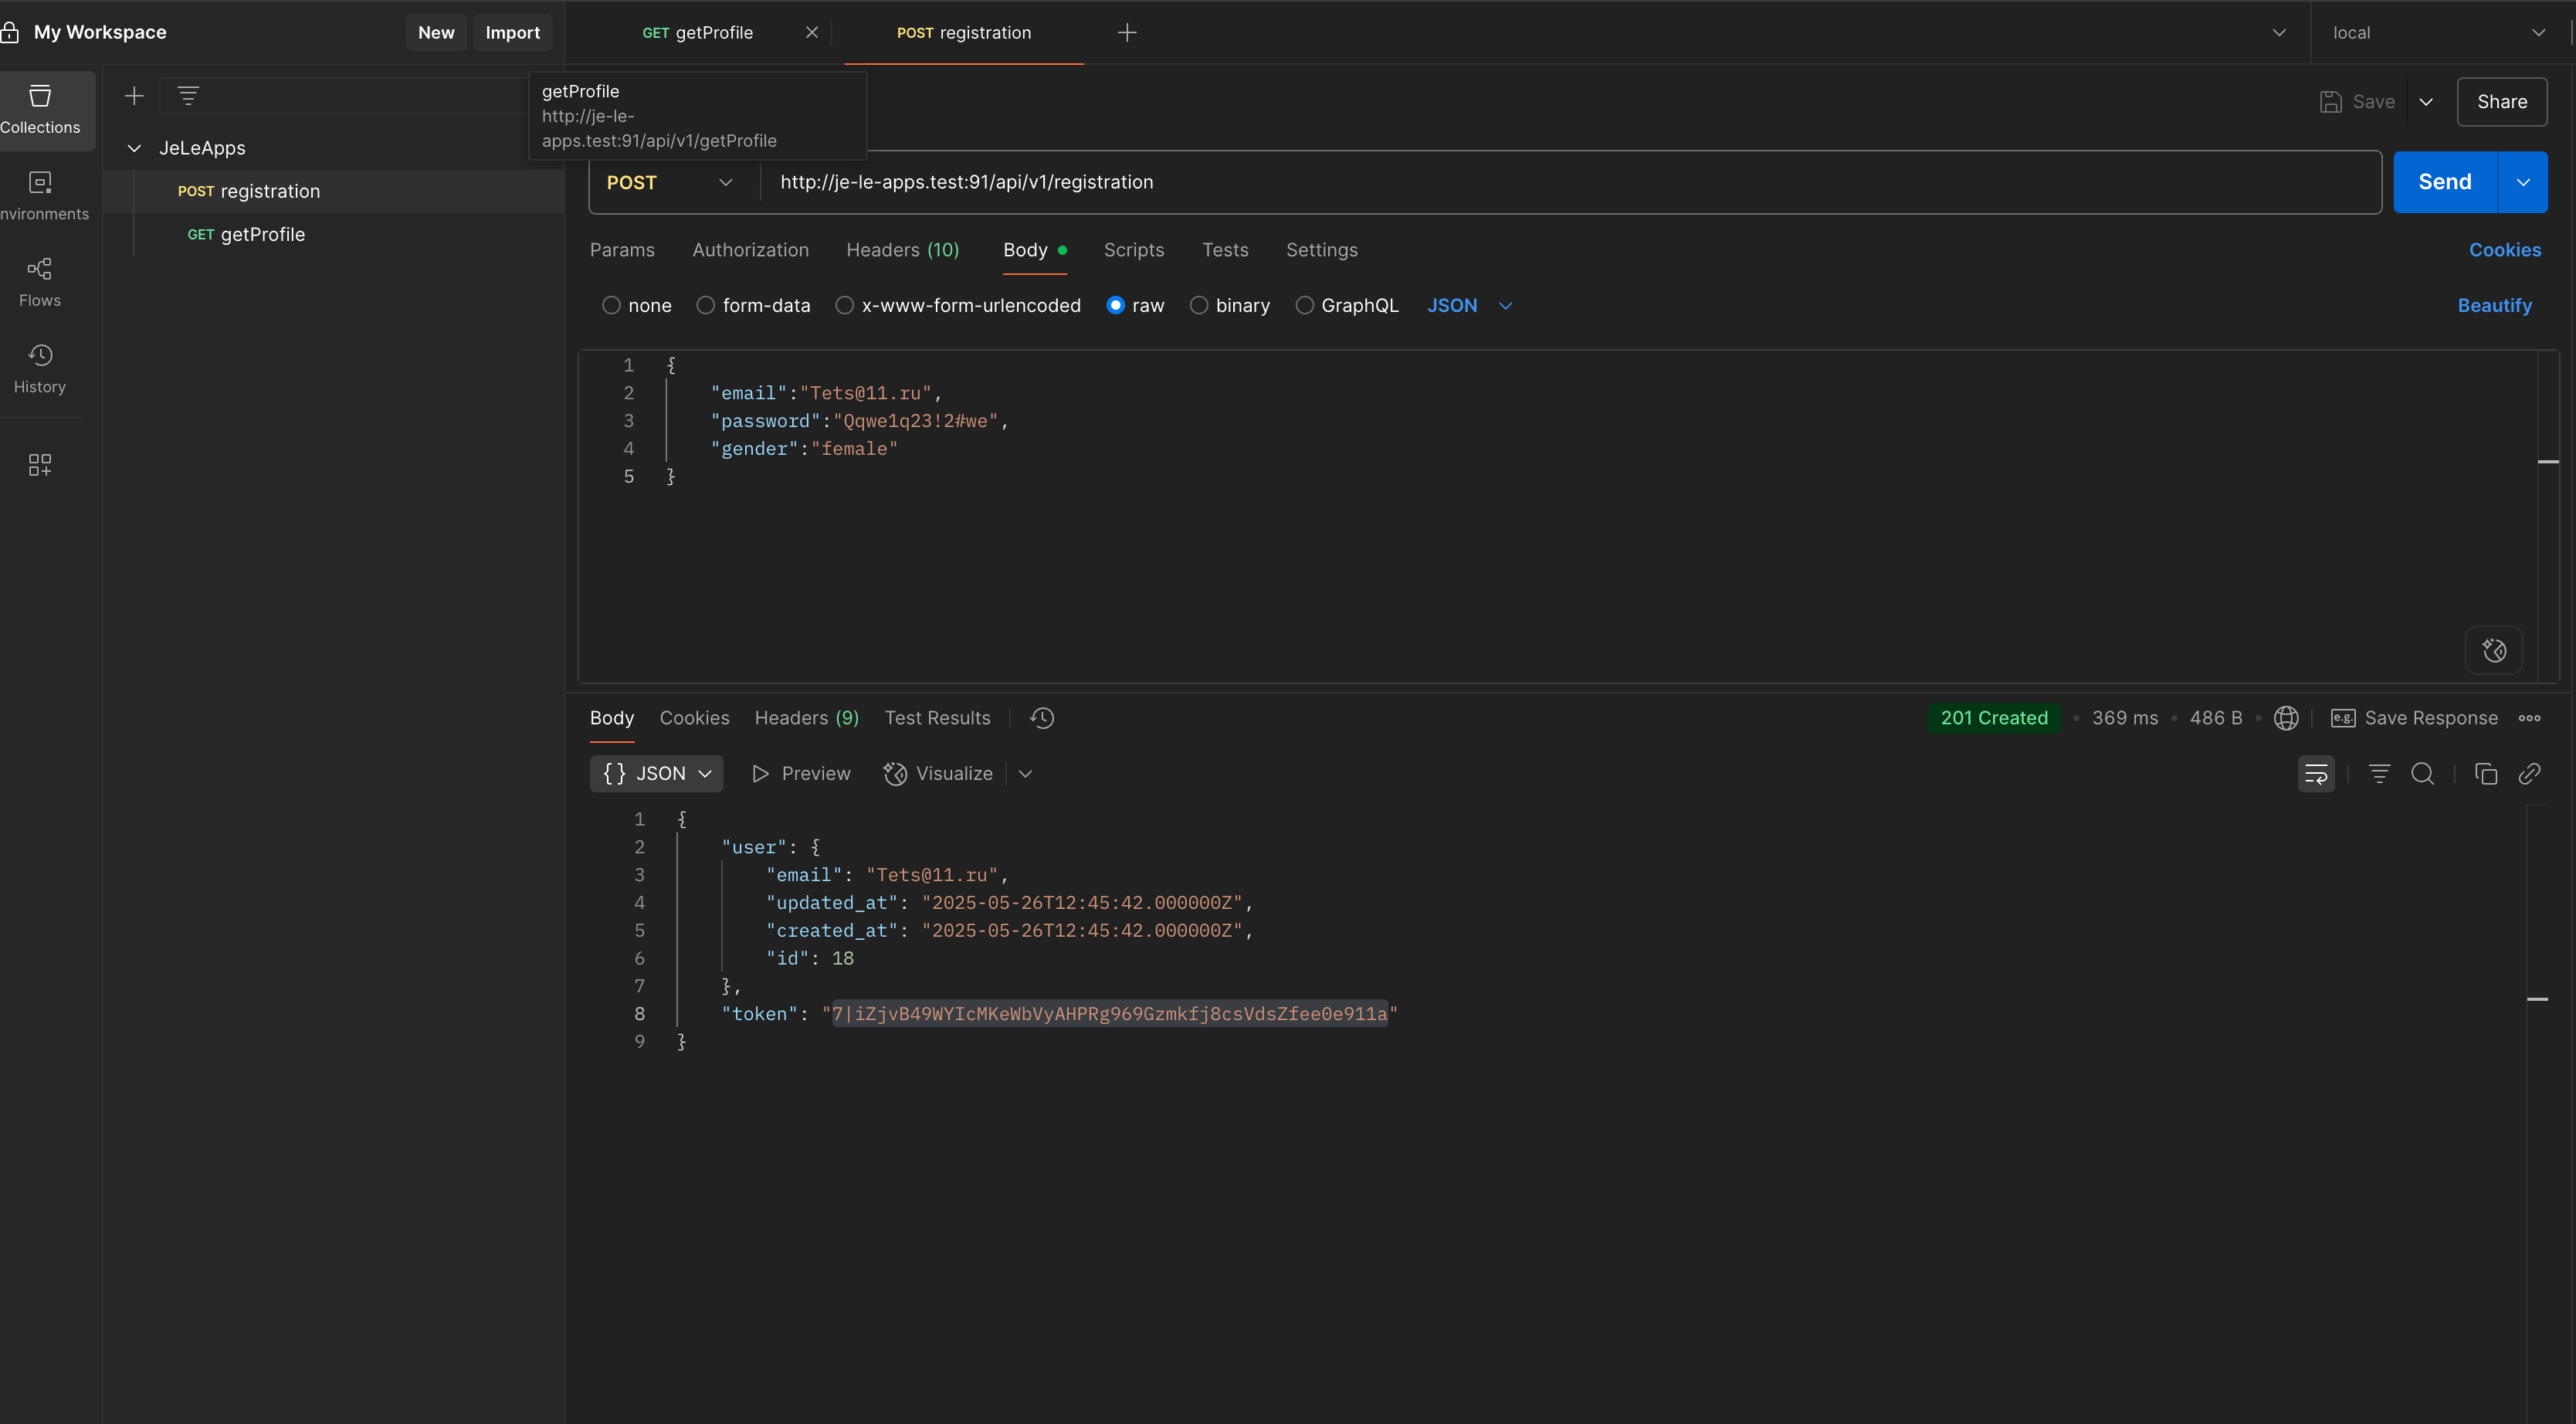 My Workspace
New
Import
GET getProfile
POST registration
local
Collections
getProfile
http://je-le-
apps.test:91/api/v1/getProfile
Save
Share
JeLeApps
POST registration
GET getProfile
nvironments
Flows
History
POST
http://je-le-apps.test:91/api/v1/registration
Send
Params Authorization Headers (10) Body Scripts Tests Settings Cookies
none form-data x-www-form-urlencoded raw binary GraphQL JSON Beautify
1 {
2 "email":"Tets@11.ru",
3 "password":"Qqwe1q23!2#we",
4 "gender":"female"
5 }
Body Cookies Headers (9) Test Results 201 Created 369 ms 486 B e.g. Save Response
{} JSON Preview Visualize
1 {
2 "user": {
3 "email": "Tets@11.ru",
4 "updated_at": "2025-05-26T12:45:42.000000Z",
5 "created_at": "2025-05-26T12:45:42.000000Z",
6 "id": 18
7 },
8 "token": "7|iZjvB49WYIcMKeWbVyAHPRg969Gzmkfj8csVdsZfee0e911a"
9 }